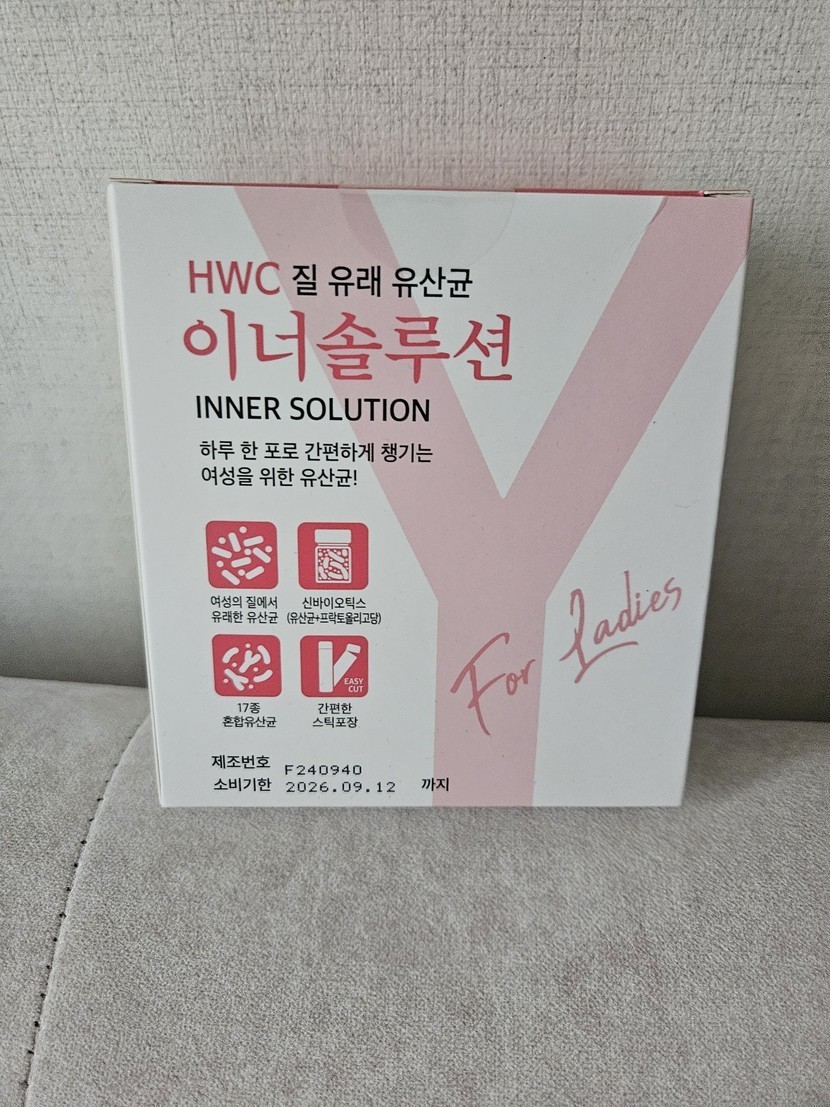 HWC 질 유래 유산균
이너솔루션
INNER SOLUTION
하루 한 포로 간편하게 챙기는
여성을 위한 유산균!
여성의 질에서
유래한 유산균
신바이오틱스
(유산균+프락토올리고당)
17종
혼합유산균
EASY
CUT
간편한
스틱포장
For Ladies
제조번호 F240940
소비기한 2026.09.12 까지